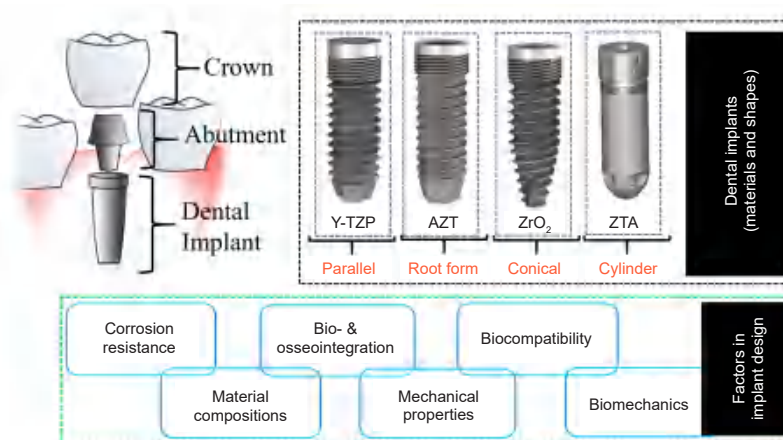 Crown
Abutment
Dental
Implant
Y-TZP
AZT
ZrO₂
ZTA
Parallel
Root form
Conical
Cylinder
Dental implants
(materials and shapes)
Corrosion
resistance
Bio- &
osseointegration
Biocompatibility
Material
compositions
Mechanical
properties
Biomechanics
Factors in
implant design